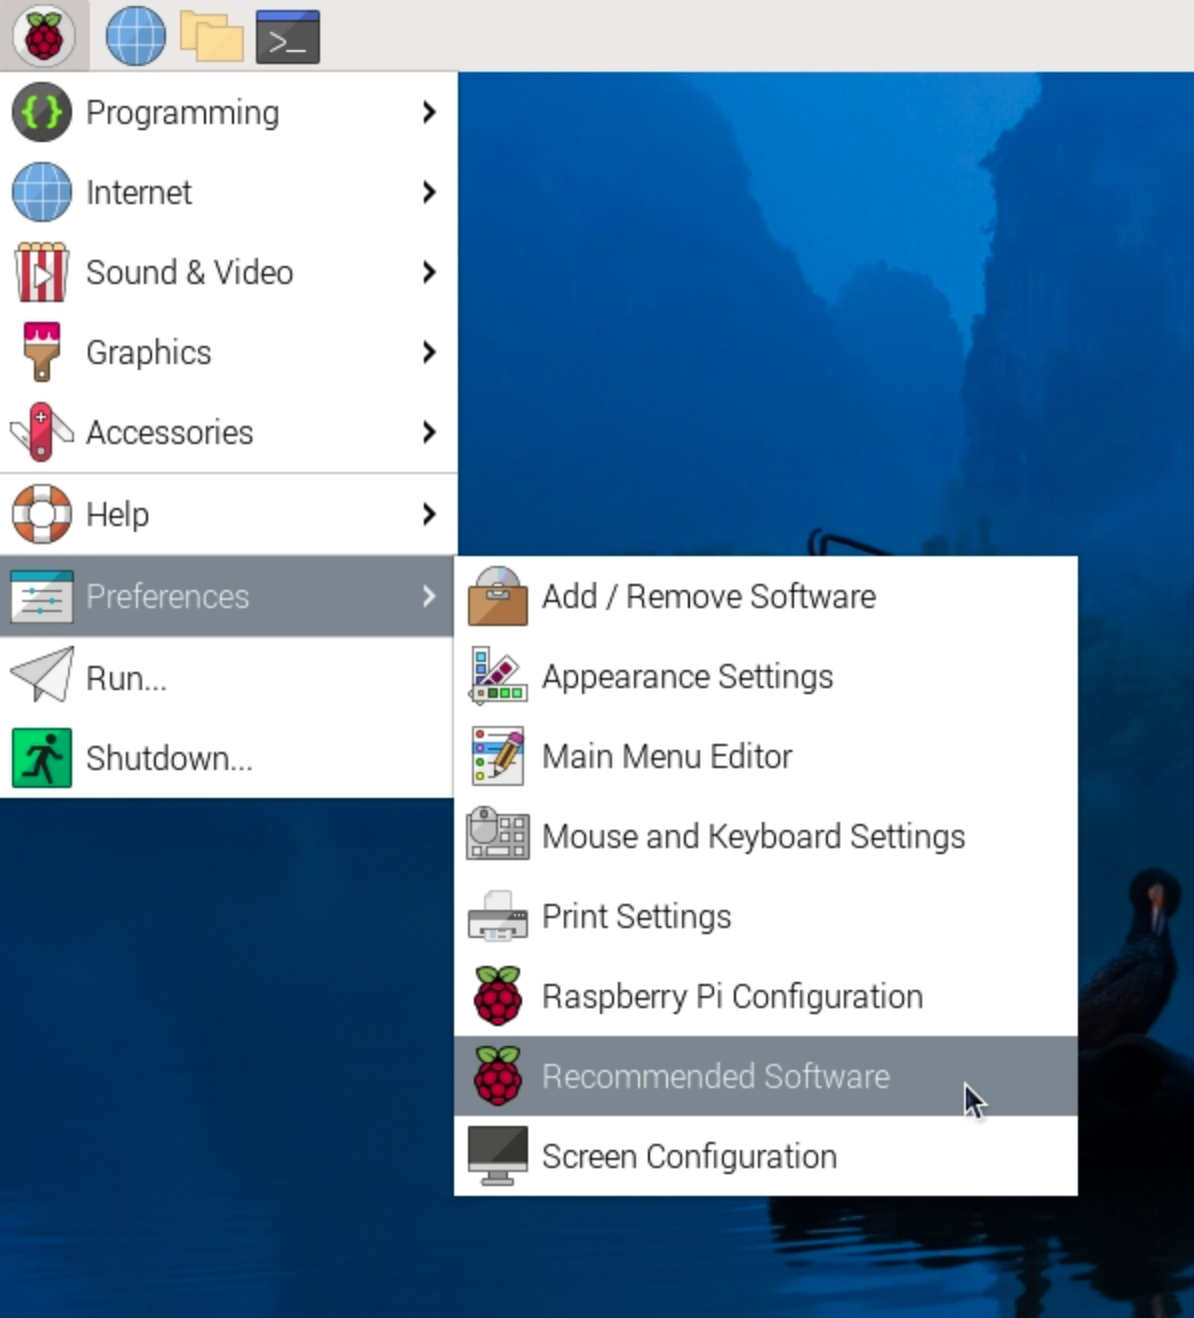 Programming
Internet
Sound & Video
Graphics
Accessories
Help
Preferences
Run...
Shutdown...
Add / Remove Software
Appearance Settings
Main Menu Editor
Mouse and Keyboard Settings
Print Settings
Raspberry Pi Configuration
Recommended Software
Screen Configuration